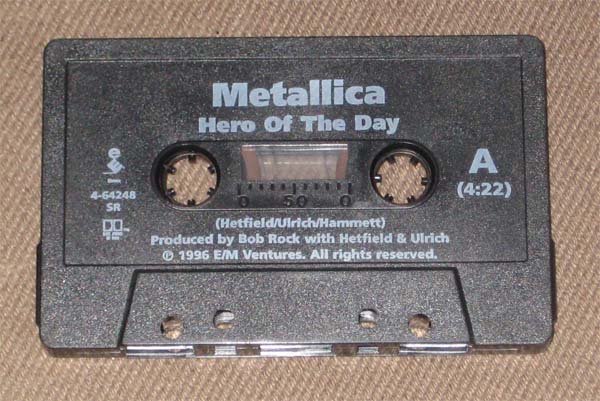 Metallica
Hero Of The Day
A
(4:22)
4-64248
SR
0 50 0
(Hetfield/Ulrich/Hammett)
Produced by Bob Rock with Hetfield & Ulrich
℗ 1996 E/M Ventures. All rights reserved.